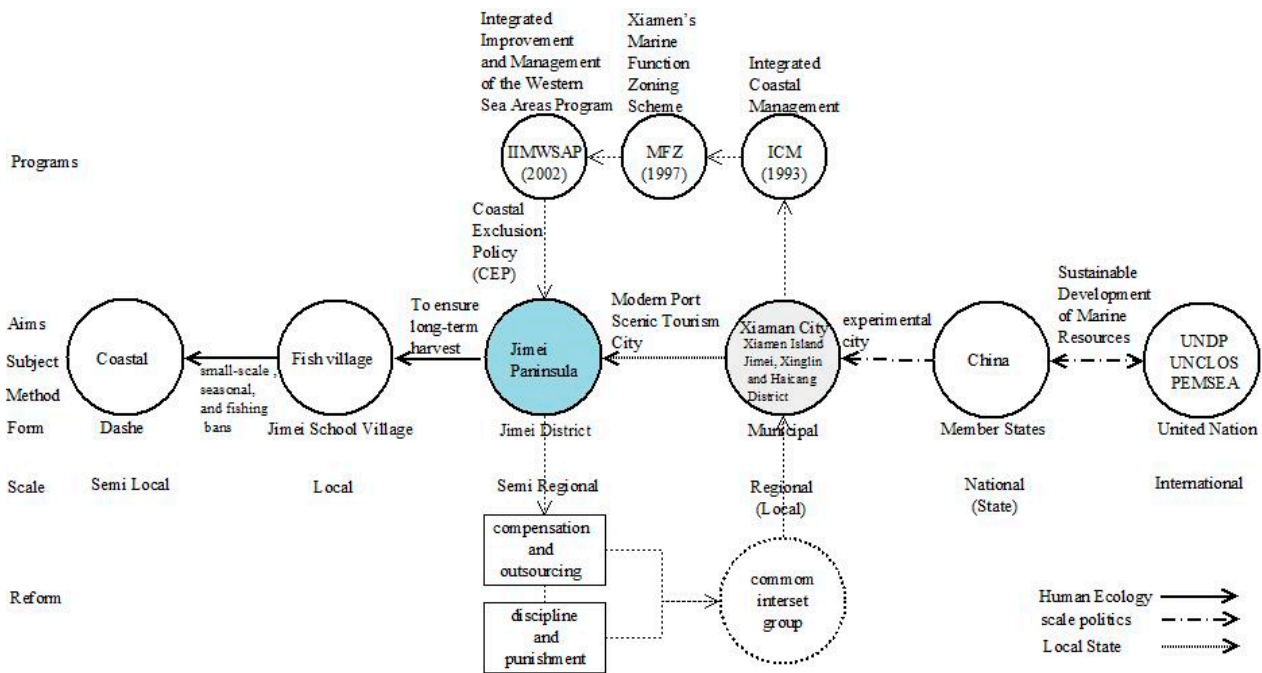 Integrated
Improvement
and Management
of the Western
Sea Areas Program
Xiamen's
Marine
Function
Zoning
Scheme
Integrated
Coastal
Management
Programs
IIMWSAP
(2002)
MFZ
(1997)
ICM
(1993)
Coastal
Exclusion
Policy
(CEP)
Aims
Subject
Method
Form
Coastal
small-scale ,
seasonal,
and fishing
bans
Fish village
To ensure
long-term
harvest
Jimei
Paninsula
Modern Port
Scenic Tourism
City
Xiaman City
Xiamen Island
Jimei, Xinglin
and Haicang
District
experimental
city
China
Sustainable
Development
of Marine
Resources
UNDP
UNCLOS
PEMSEA
Dashe
Jimei School Village
Jimei District
Municipal
Member States
United Nation
Scale
Semi Local
Local
Semi Regional
Regional
(Local)
National
(State)
International
Reform
compensation
and
outsourcing
discipline
and
punishment
commom
interset
group
Human Ecology
scale politics
Local State